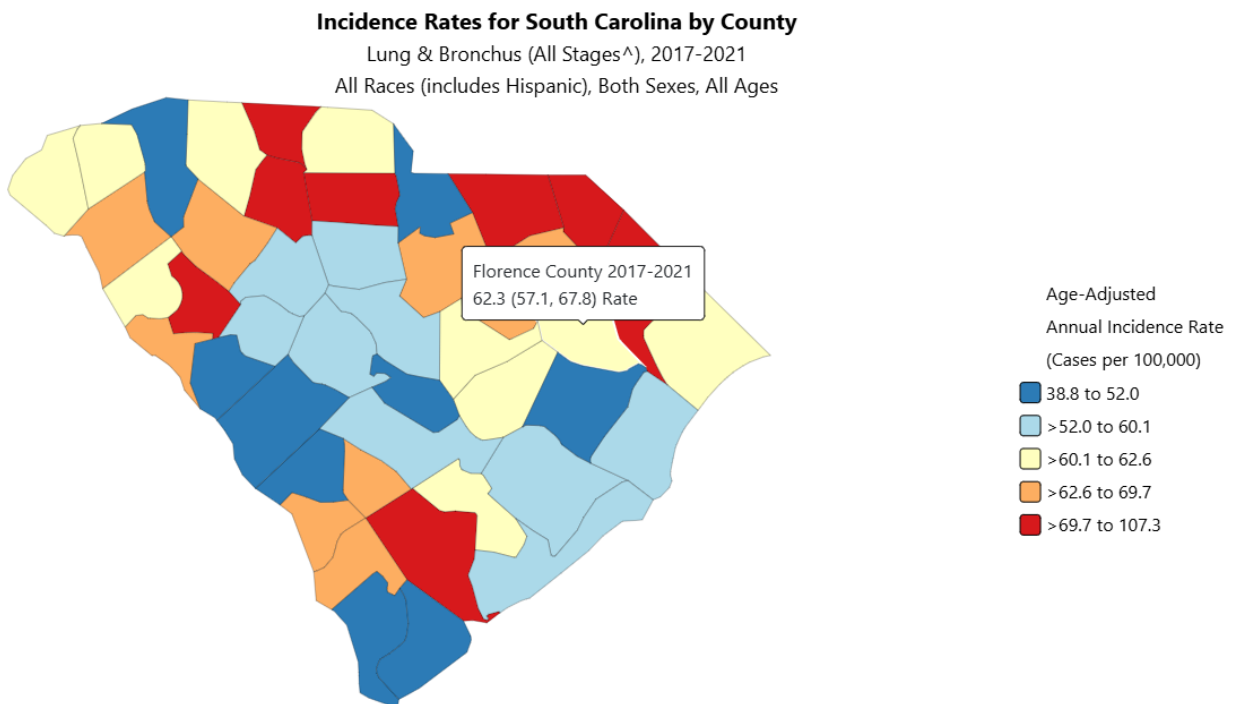 Incidence Rates for South Carolina by County
Lung & Bronchus (All Stages^), 2017-2021
All Races (includes Hispanic), Both Sexes, All Ages
Florence County 2017-2021
62.3 (57.1, 67.8) Rate
Age-Adjusted
Annual Incidence Rate
(Cases per 100,000)
38.8 to 52.0
>52.0 to 60.1
>60.1 to 62.6
>62.6 to 69.7
>69.7 to 107.3